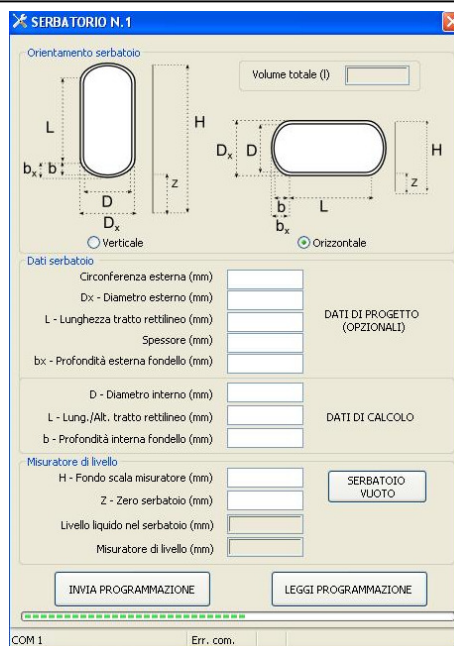 SERBATORIO N.1
Orientamento serbatoio
Volume totale (l)
L
H
bx
b
z
D
Dx
Dx
D
H
z
b
L
bx
Verticale
Orizzontale
Dati serbatoio
Circonferenza esterna (mm)
Dx - Diametro esterno (mm)
L - Lunghezza tratto rettilineo (mm)
Spessore (mm)
bx - Profondità esterna fondello (mm)
DATI DI PROGETTO
(OPZIONALI)
D - Diametro interno (mm)
L - Lung./Alt. tratto rettilineo (mm)
b - Profondità interna fondello (mm)
DATI DI CALCOLO
Misuratore di livello
H - Fondo scala misuratore (mm)
Z - Zero serbatoio (mm)
Livello liquido nel serbatoio (mm)
Misuratore di livello (mm)
SERBATOIO
VUOTO
INVIA PROGRAMMAZIONE
LEGGI PROGRAMMAZIONE
COM 1
Err. com.